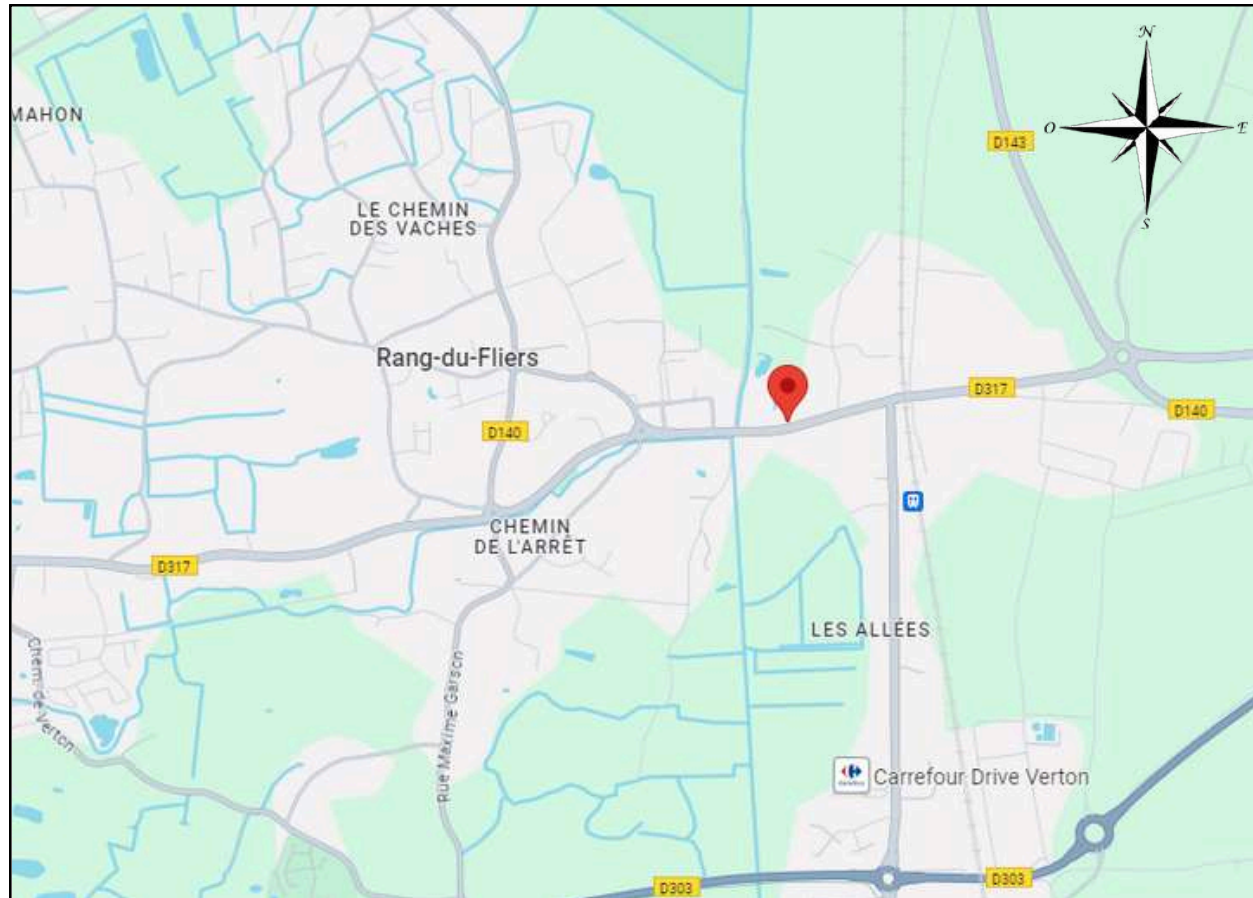 N
MAHON
O
E
D143
LE CHEMIN
DES VACHES
S
Rang-du-Fliers
D317
D140
D140
CHEMIN
DE L'ARRÊT
D317
LES ALLÉES
Chem. de Verton
Rue Maxime Garson
Carrefour Drive Verton
D303
D303